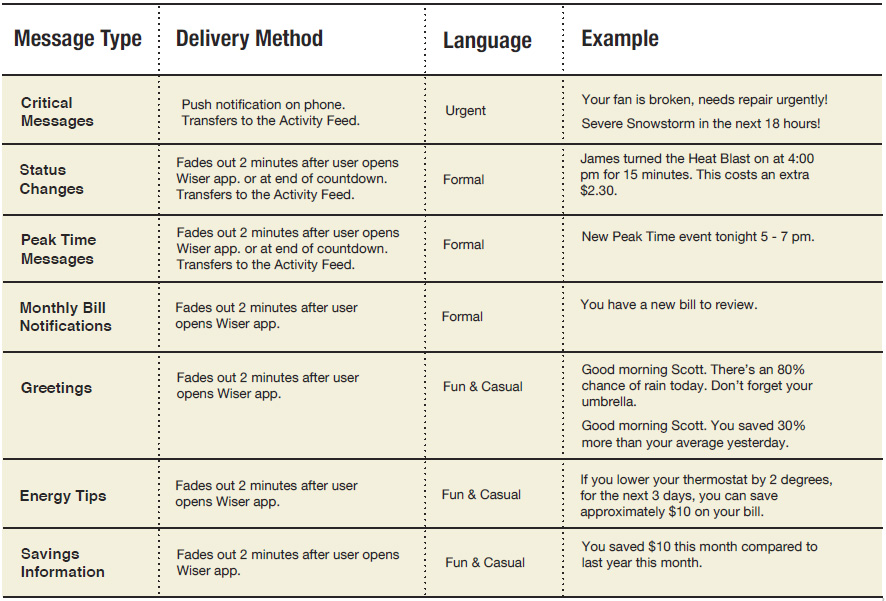 Message Type
Delivery Method
Language
Example
Critical
Messages
Push notification on phone.
Transfers to the Activity Feed.
Urgent
Your fan is broken, needs repair urgently!
Severe Snowstorm in the next 18 hours!
Status
Changes
Fades out 2 minutes after user opens
Wiser app. or at end of countdown.
Transfers to the Activity Feed.
Formal
James turned the Heat Blast on at 4:00
pm for 15 minutes. This costs an extra
$2.30.
Peak Time
Messages
Fades out 2 minutes after user opens
Wiser app. or at end of countdown.
Transfers to the Activity Feed.
Formal
New Peak Time event tonight 5 - 7 pm.
Monthly Bill
Notifications
Fades out 2 minutes after user
opens Wiser app.
Formal
You have a new bill to review.
Greetings
Fades out 2 minutes after user
opens Wiser app.
Fun & Casual
Good morning Scott. There’s an 80%
chance of rain today. Don’t forget your
umbrella.
Good morning Scott. You saved 30%
more than your average yesterday.
Energy Tips
Fades out 2 minutes after user
opens Wiser app.
Fun & Casual
If you lower your thermostat by 2 degrees,
for the next 3 days, you can save
approximately $10 on your bill.
Savings
Information
Fades out 2 minutes after user opens
Wiser app.
Fun & Casual
You saved $10 this month compared to
last year this month.